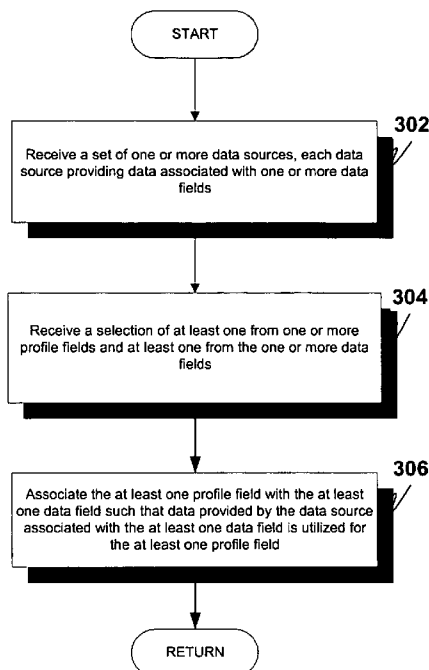 START
302
Receive a set of one or more data sources, each data
source providing data associated with one or more data
fields
304
Receive a selection of at least one from one or more
profile fields and at least one from the one or more data
fields
306
Associate the at least one profile field with the at least
one data field such that data provided by the data source
associated with the at least one data field is utilized for
the at least one profile field
RETURN